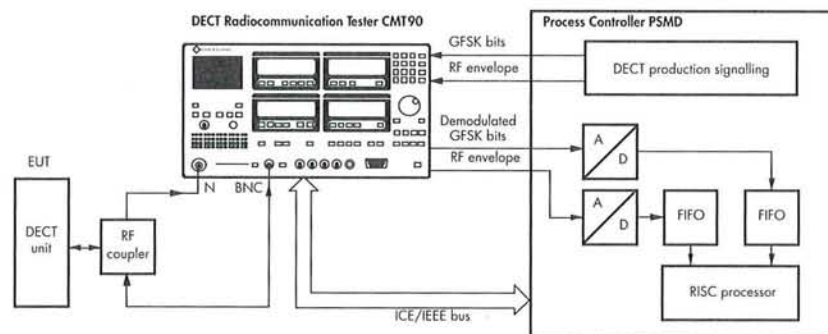 DECT Radiocommunication Tester CMT90
Process Controller PSMD
GFSK bits
RF envelope
DECT production signalling
Demodulated
GFSK bits
RF envelope
A
D
A
D
FIFO
FIFO
RISC processor
EUT
DECT
unit
RF
coupler
N
BNC
ICE/IEEE bus